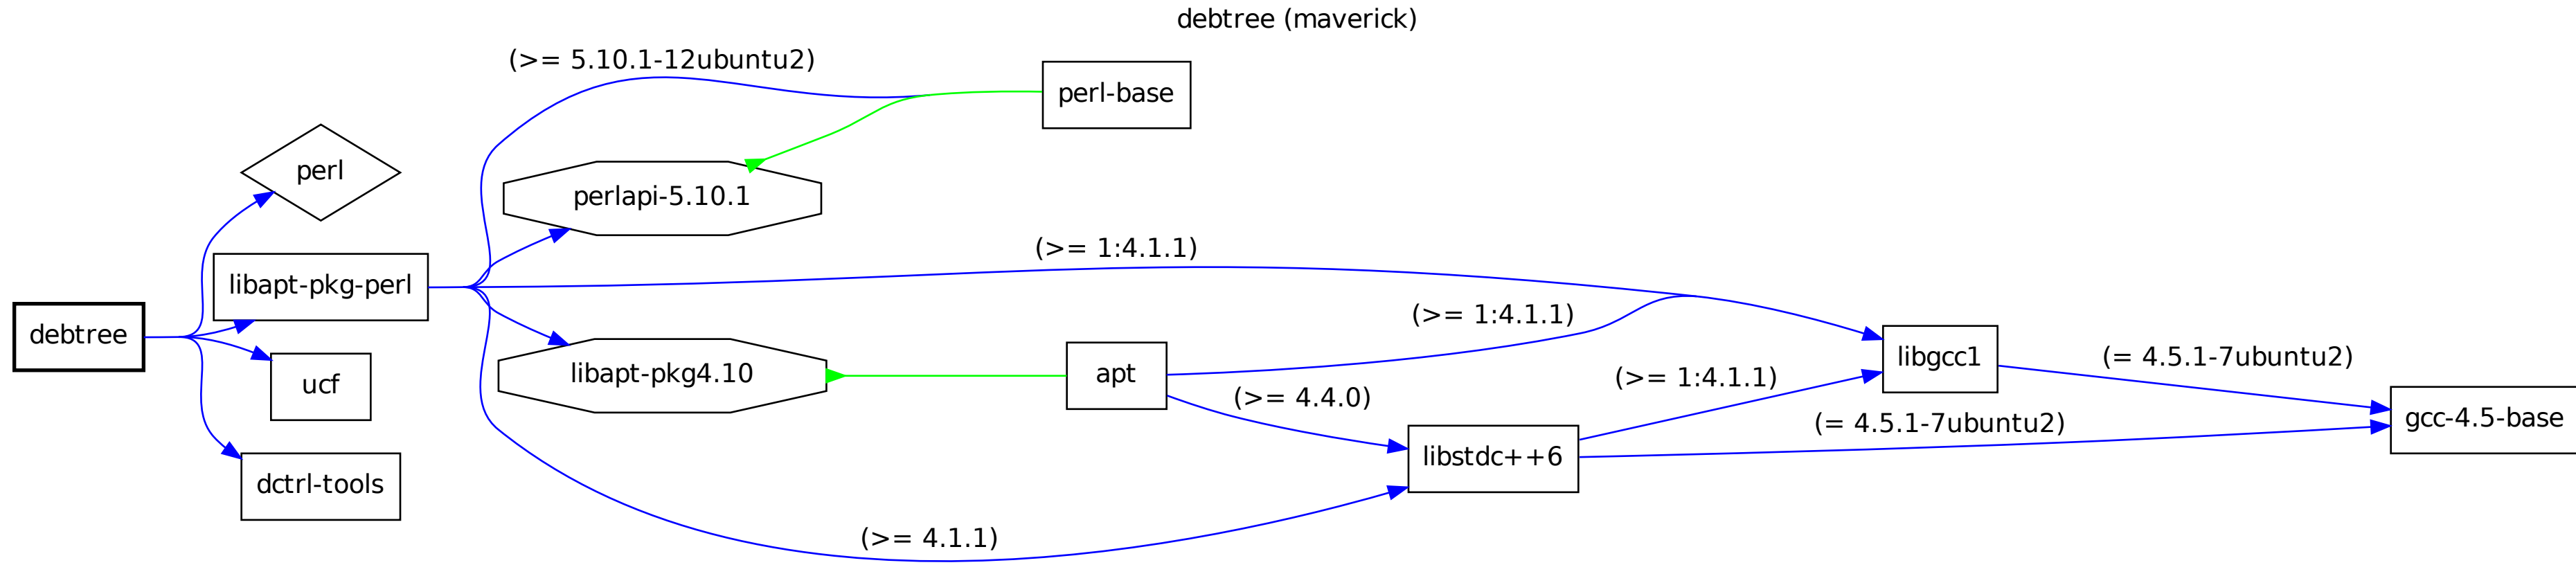 debtree (maverick)
(>= 5.10.1-12ubuntu2)
perl-base
perl
perlapi-5.10.1
(>= 1:4.1.1)
libapt-pkg-perl
(>= 1:4.1.1)
debtree
libgcc1
(= 4.5.1-7ubuntu2)
ucf
libapt-pkg4.10
apt
(>= 1:4.1.1)
(>= 4.4.0)
(= 4.5.1-7ubuntu2)
gcc-4.5-base
libstdc++6
dctrl-tools
(>= 4.1.1)